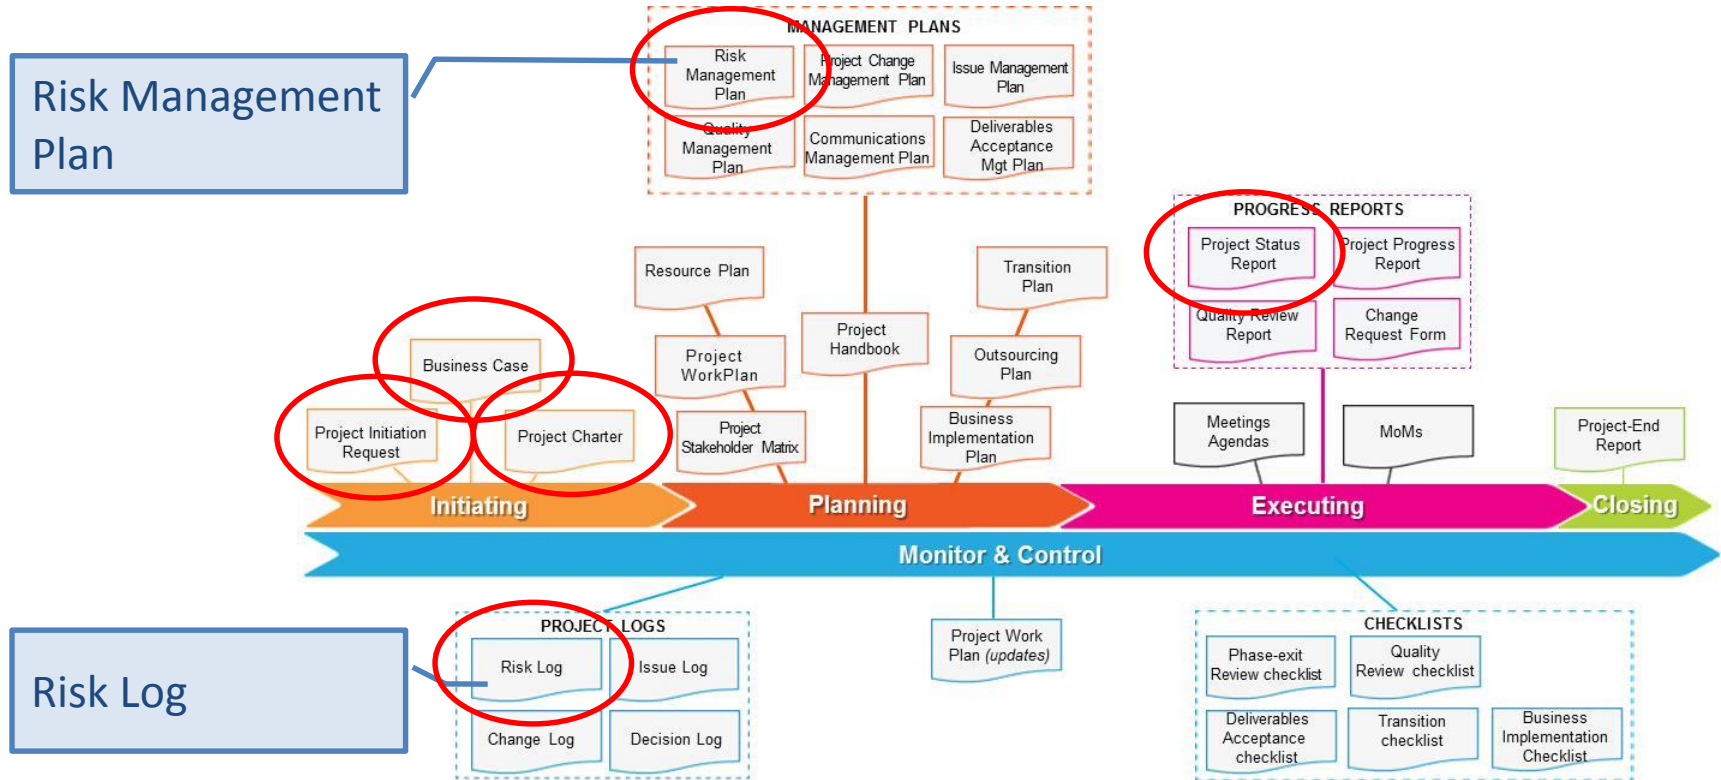 MANAGEMENT PLANS
Risk
Management
Plan
Project Change
Management Plan
Issue Management
Plan
Quality
Management
Plan
Communications
Management Plan
Deliverables
Acceptance
Mgt Plan
Risk Management
Plan
PROGRESS REPORTS
Project Status
Report
Project Progress
Report
Quality Review
Report
Change
Request Form
Resource Plan
Transition
Plan
Project
WorkPlan
Project
Handbook
Outsourcing
Plan
Business Case
Project Initiation
Request
Project Charter
Project
Stakeholder Matrix
Business
Implementation
Plan
Meetings
Agendas
MoMs
Project-End
Report
Initiating
Planning
Executing
Closing
Monitor & Control
Risk Log
PROJECT LOGS
Risk Log
Issue Log
Change Log
Decision Log
Project Work
Plan (updates)
CHECKLISTS
Phase-exit
Review checklist
Quality
Review checklist
Deliverables
Acceptance
checklist
Transition
checklist
Business
Implementation
Checklist